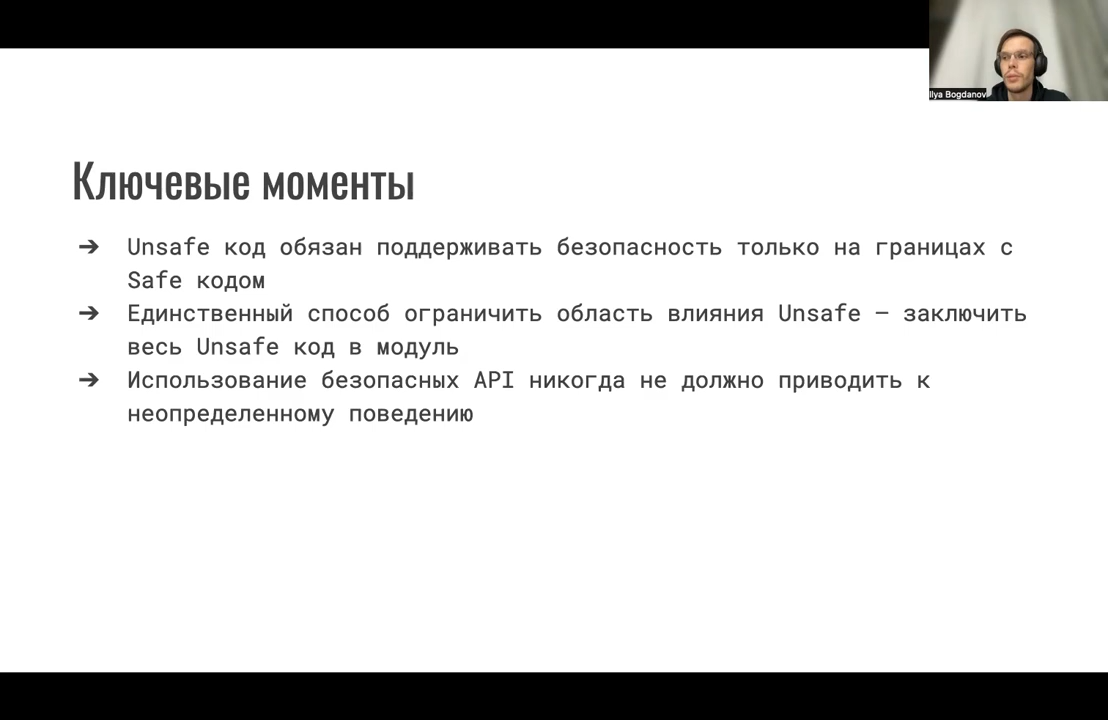 Ilya Bogdanov
Ключевые моменты
➔ Unsafe код обязан поддерживать безопасность только на границах с
Safe кодом
➔ Единственный способ ограничить область влияния Unsafe — заключить
весь Unsafe код в модуль
➔ Использование безопасных API никогда не должно приводить к
неопределенному поведению